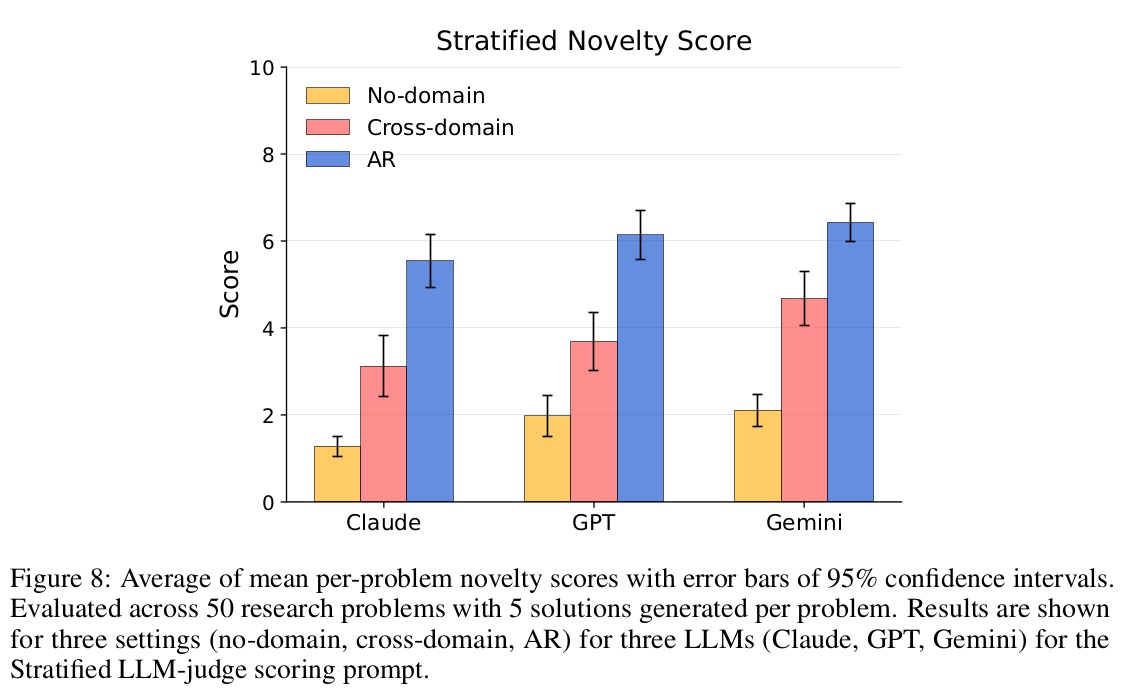 Stratified Novelty Score
10
8
6
4
2
0
Score
No-domain
Cross-domain
AR
Claude
GPT
Gemini
Figure 8: Average of mean per-problem novelty scores with error bars of 95% confidence intervals.
Evaluated across 50 research problems with 5 solutions generated per problem. Results are shown
for three settings (no-domain, cross-domain, AR) for three LLMs (Claude, GPT, Gemini) for the
Stratified LLM-judge scoring prompt.